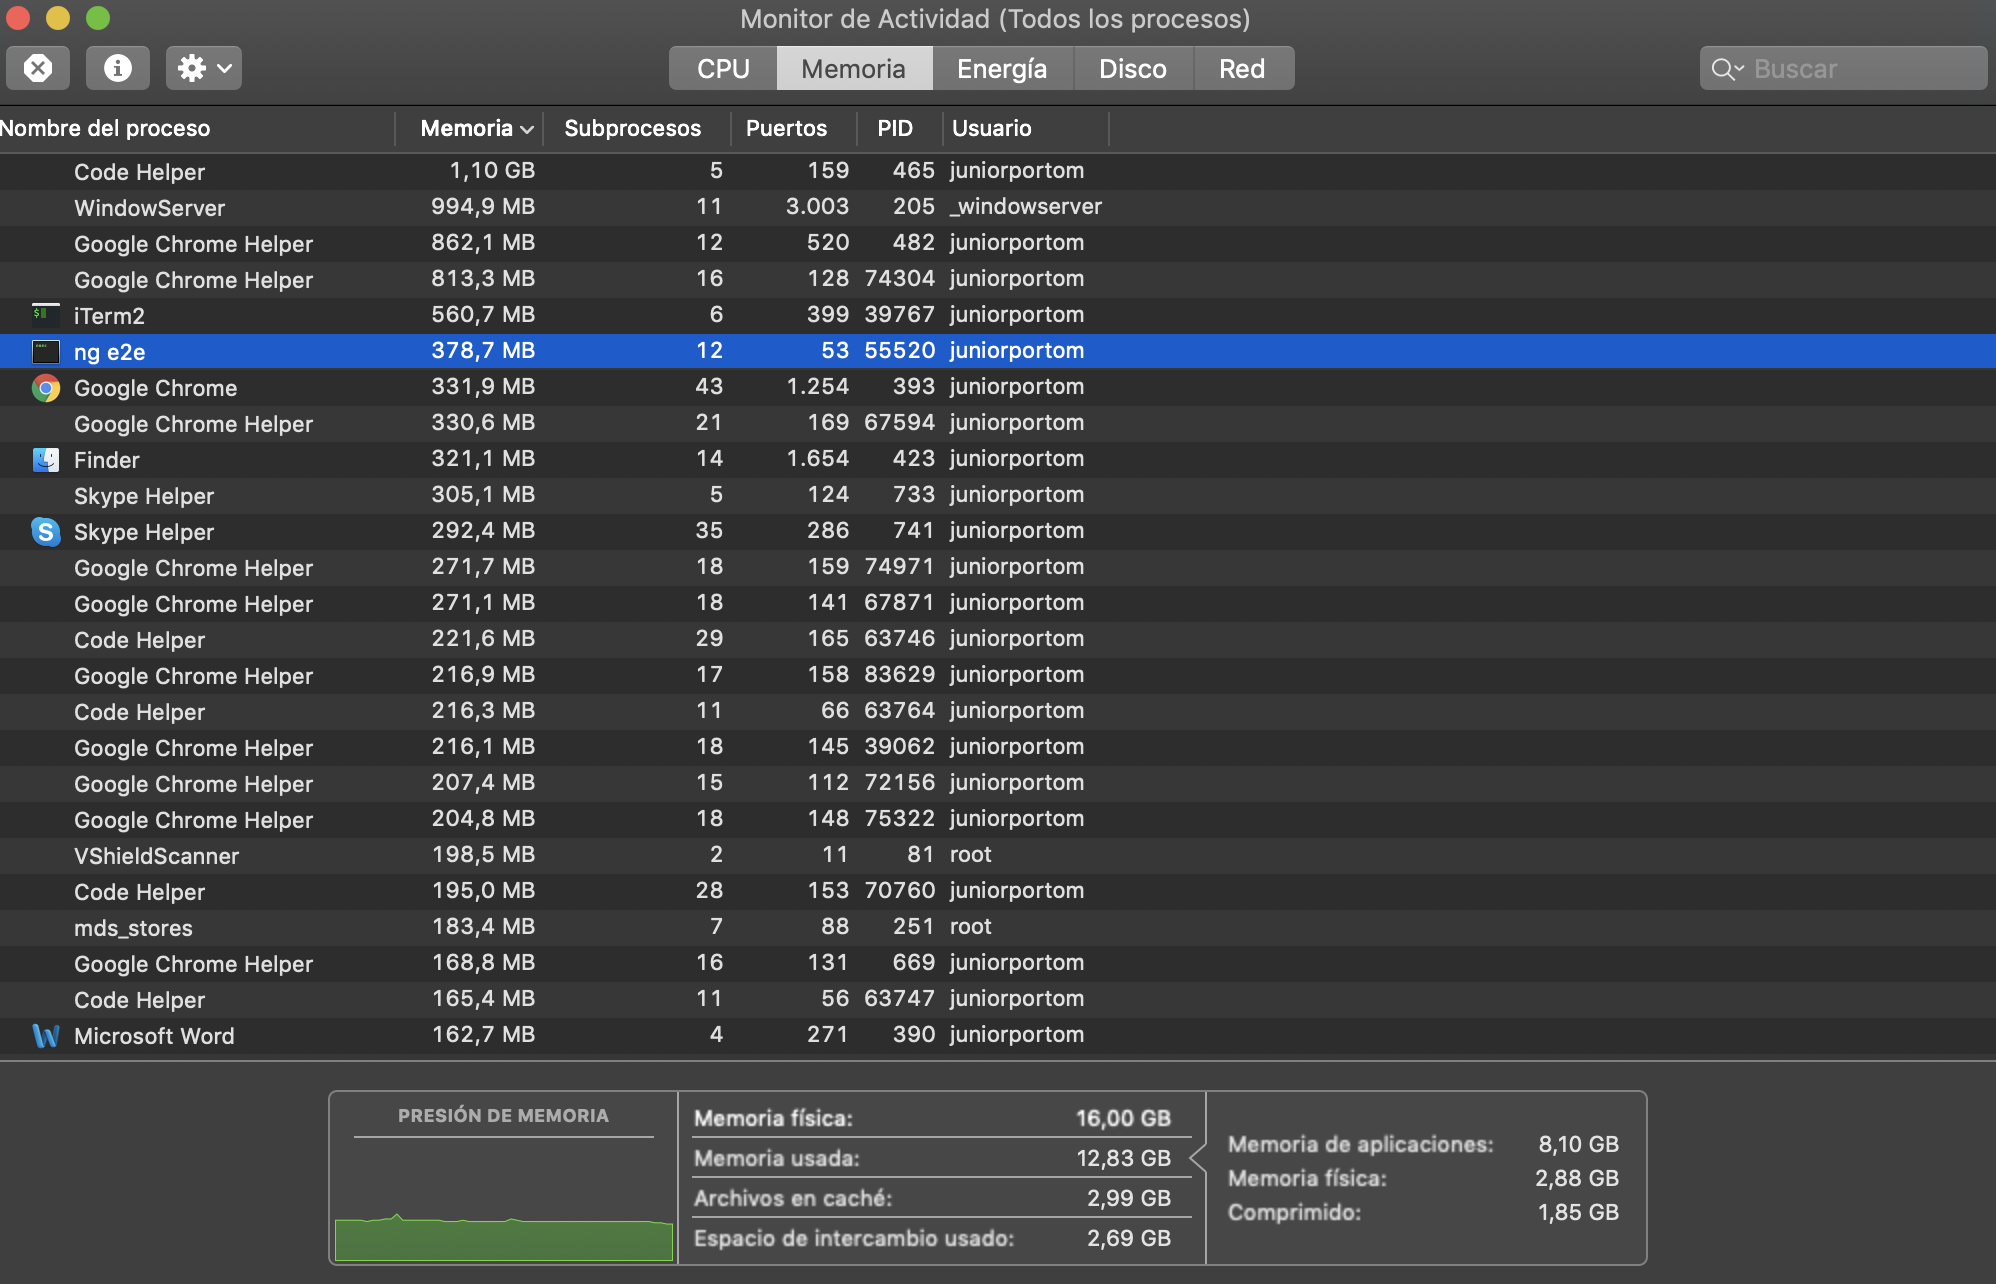 Monitor de Actividad (Todos los procesos)
CPU Memoria Energía Disco Red Buscar
Nombre del proceso Memoria Subprocesos Puertos PID Usuario
Code Helper 1,10 GB 5 159 465 juniorportom
WindowServer 994,9 MB 11 3.003 205 _windowserver
Google Chrome Helper 862,1 MB 12 520 482 juniorportom
Google Chrome Helper 813,3 MB 16 128 74304 juniorportom
iTerm2 560,7 MB 6 399 39767 juniorportom
ng e2e 378,7 MB 12 53 55520 juniorportom
Google Chrome 331,9 MB 43 1.254 393 juniorportom
Google Chrome Helper 330,6 MB 21 169 67594 juniorportom
Finder 321,1 MB 14 1.654 423 juniorportom
Skype Helper 305,1 MB 5 124 733 juniorportom
Skype Helper 292,4 MB 35 286 741 juniorportom
Google Chrome Helper 271,7 MB 18 159 74971 juniorportom
Google Chrome Helper 271,1 MB 18 141 67871 juniorportom
Code Helper 221,6 MB 29 165 63746 juniorportom
Google Chrome Helper 216,9 MB 17 158 83629 juniorportom
Code Helper 216,3 MB 11 66 63764 juniorportom
Google Chrome Helper 216,1 MB 18 145 39062 juniorportom
Google Chrome Helper 207,4 MB 15 112 72156 juniorportom
Google Chrome Helper 204,8 MB 18 148 75322 juniorportom
VShieldScanner 198,5 MB 2 11 81 root
Code Helper 195,0 MB 28 153 70760 juniorportom
mds_stores 183,4 MB 7 88 251 root
Google Chrome Helper 168,8 MB 16 131 669 juniorportom
Code Helper 165,4 MB 11 56 63747 juniorportom
Microsoft Word 162,7 MB 4 271 390 juniorportom
PRESIÓN DE MEMORIA
Memoria física: 16,00 GB
Memoria usada: 12,83 GB
Archivos en caché: 2,99 GB
Espacio de intercambio usado: 2,69 GB
Memoria de aplicaciones: 8,10 GB
Memoria física: 2,88 GB
Comprimido: 1,85 GB